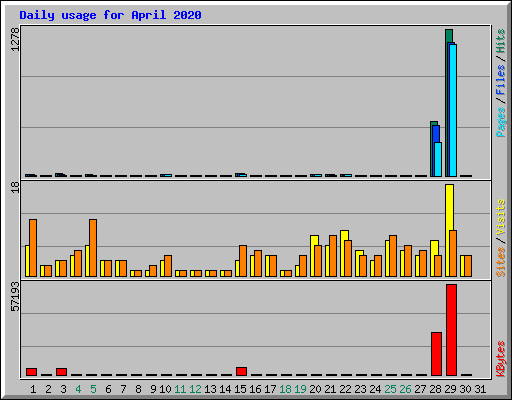 Daily usage for April 2020
1278
Pages / Files / Hits
18
Sites / Visits
57193
KBytes
1 2 3 4 5 6 7 8 9 10 11 12 13 14 15 16 17 18 19 20 21 22 23 24 25 26 27 28 29 30 31